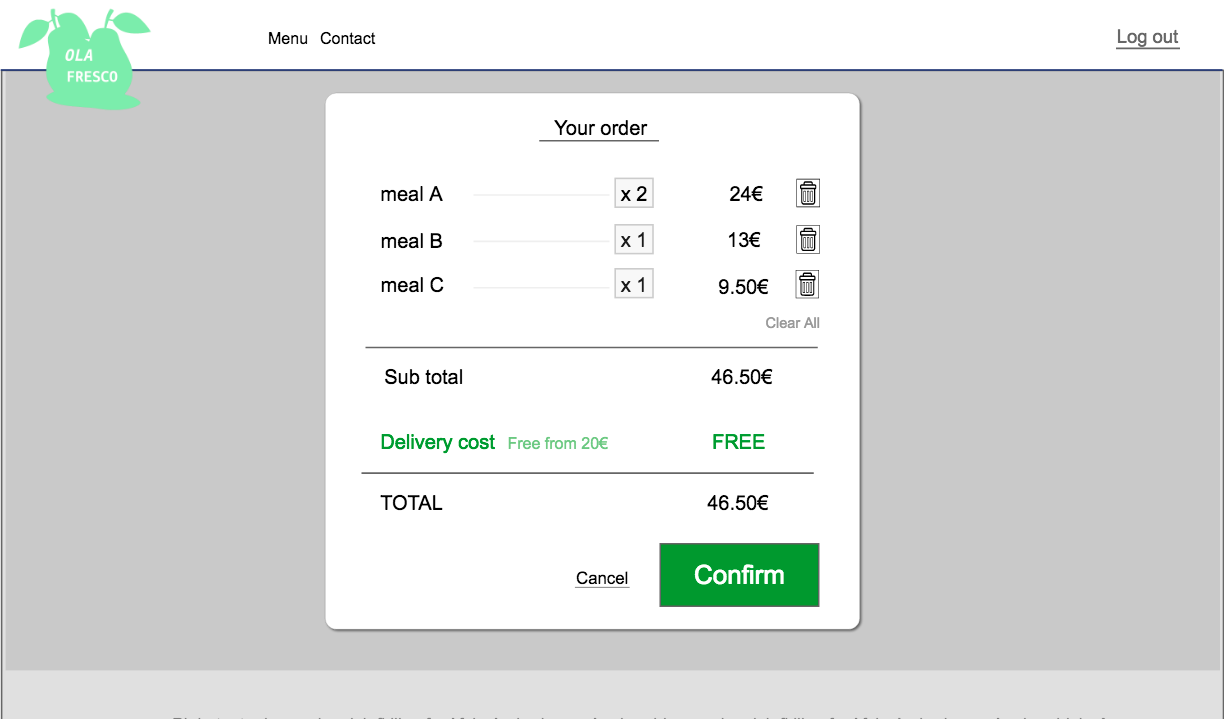 OLA
FRESCO
Menu Contact
Log out
Your order
meal A x 2 24€
meal B x 1 13€
meal C x 1 9.50€
Clear All
Sub total 46.50€
Delivery cost Free from 20€ FREE
TOTAL 46.50€
Cancel Confirm